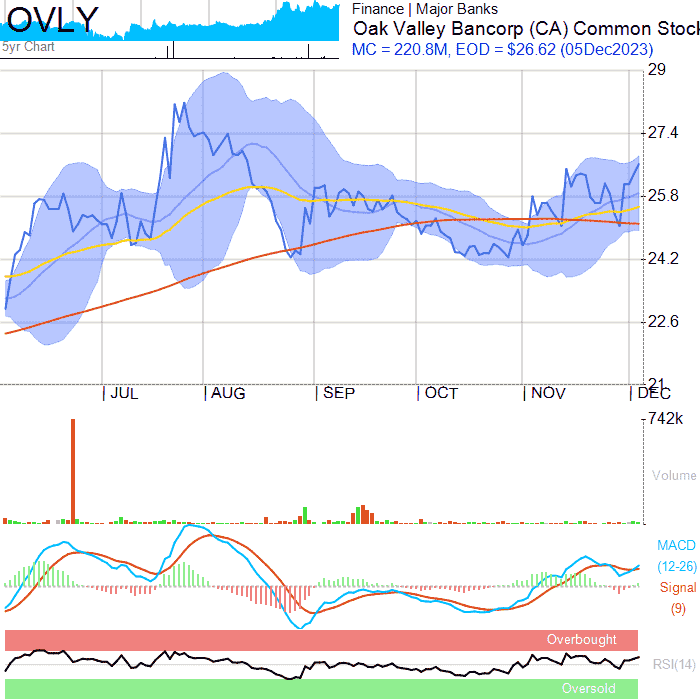 OVLY
5yr Chart
Finance | Major Banks
Oak Valley Bancorp (CA) Common Stock
MC = 220.8M, EOD = $26.62 (05Dec2023)
29
27.4
25.8
24.2
22.6
21
JUL AUG SEP OCT NOV DEC
742k
Volume
MACD
(12-26)
Signal
(9)
Overbought
RSI(14)
Oversold